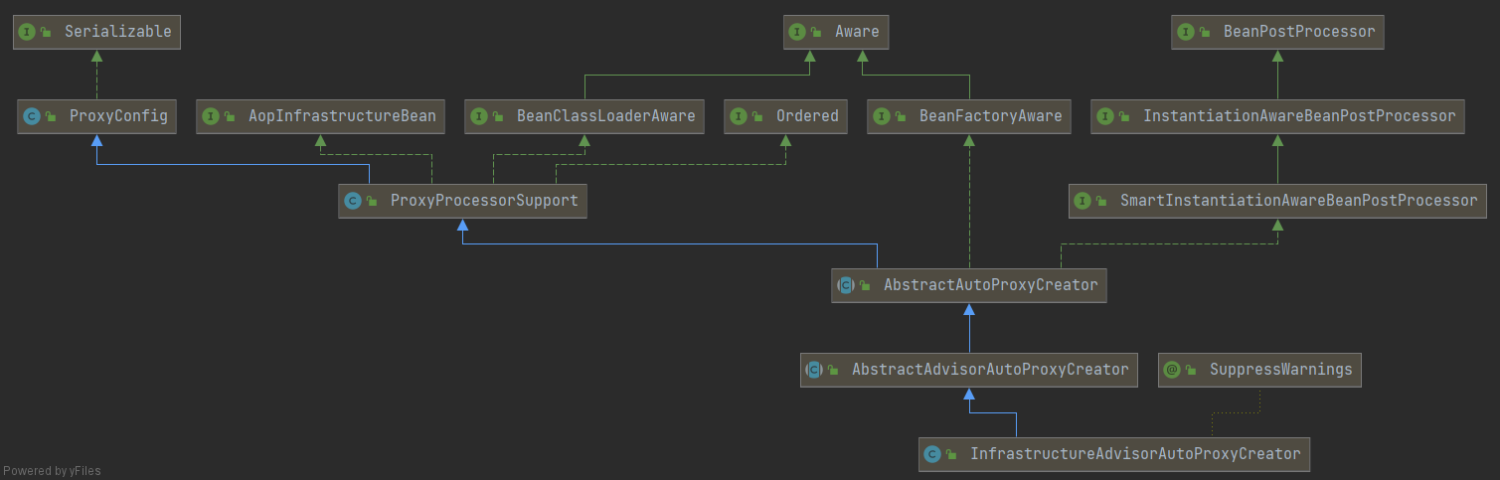 Serializable
Aware
BeanPostProcessor
ProxyConfig
AopInfrastructureBean
BeanClassLoaderAware
Ordered
BeanFactoryAware
InstantiationAwareBeanPostProcessor
ProxyProcessorSupport
SmartInstantiationAwareBeanPostProcessor
AbstractAutoProxyCreator
AbstractAdvisorAutoProxyCreator
SuppressWarnings
InfrastructureAdvisorAutoProxyCreator
Powered by yFiles